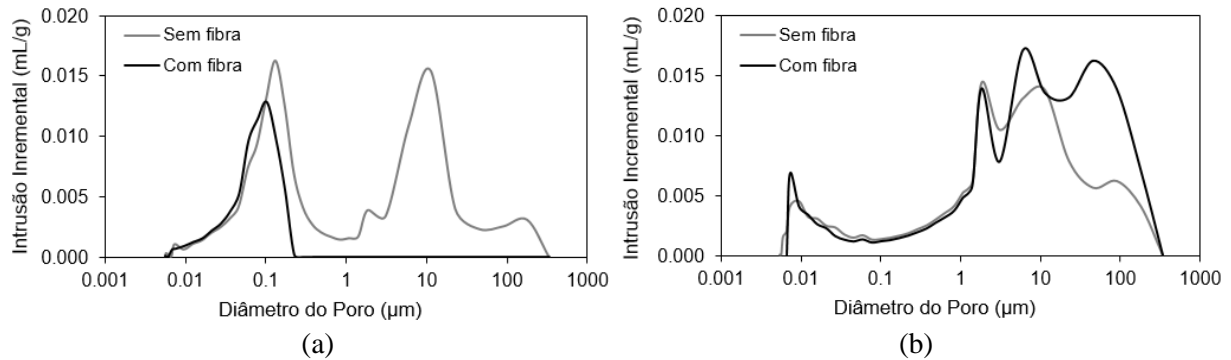 Intrusão Inremental (mL/g)
0.020
0.015
0.010
0.005
0.000
Sem fibra
Com fibra
0.001 0.01 0.1 1 10 100 1000
Diâmetro do Poro (µm)
(a)
Intrusão Incremental (mL/g)
0.020
0.015
0.010
0.005
0.000
Sem fibra
Com fibra
0.001 0.01 0.1 1 10 100 1000
Diâmetro do Poro (µm)
(b)